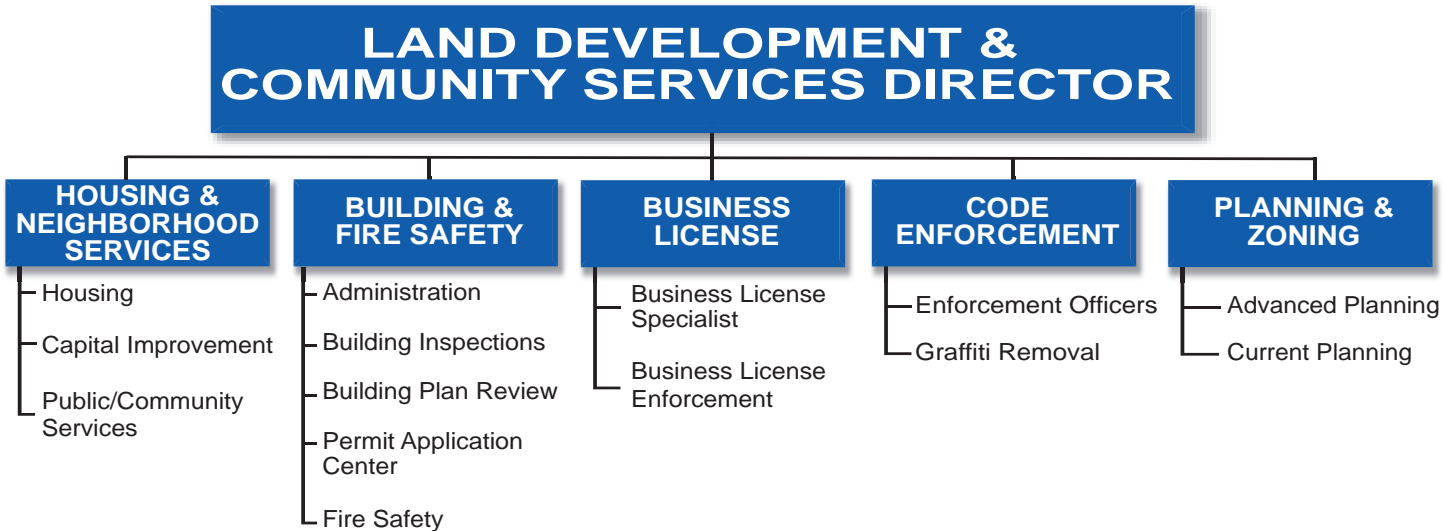 LAND DEVELOPMENT &
COMMUNITY SERVICES DIRECTOR
HOUSING &
NEIGHBORHOOD
SERVICES
Housing
Capital Improvement
Public/Community
Services
BUILDING &
FIRE SAFETY
Administration
Building Inspections
Building Plan Review
Permit Application
Center
Fire Safety
BUSINESS
LICENSE
Business License
Specialist
Business License
Enforcement
CODE
ENFORCEMENT
Enforcement Officers
Graffiti Removal
PLANNING &
ZONING
Advanced Planning
Current Planning